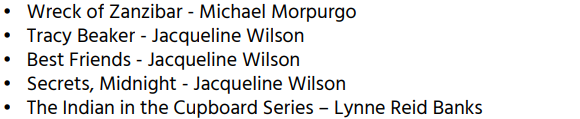 • Wreck of Zanzibar - Michael Morpurgo
• Tracy Beaker - Jacqueline Wilson
• Best Friends - Jacqueline Wilson
• Secrets, Midnight - Jacqueline Wilson
• The Indian in the Cupboard Series – Lynne Reid Banks